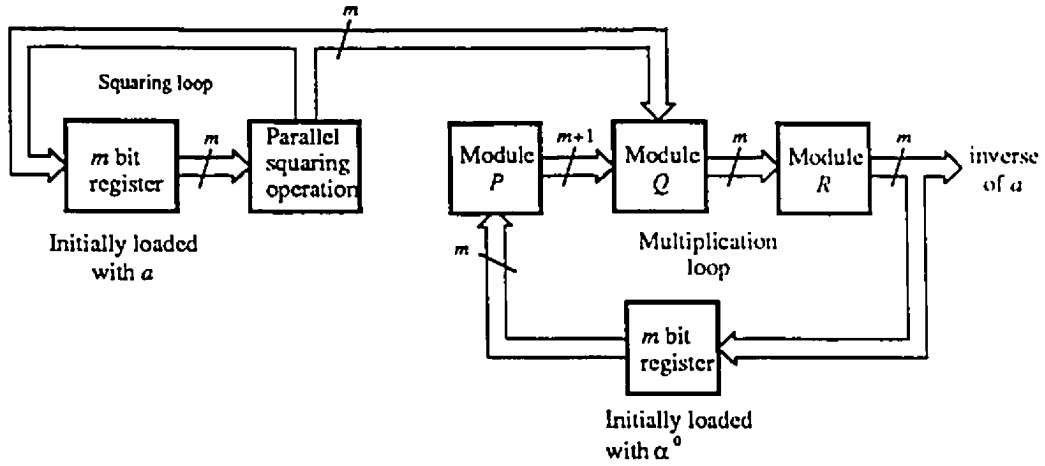 m
Squaring loop
m bit
register
m
Parallel
squaring
operation
Initially loaded
with a
Module
P
m+1
Module
Q
m
Module
R
m
inverse
of a
m
Multiplication
loop
m bit
register
Initially loaded
with α⁰